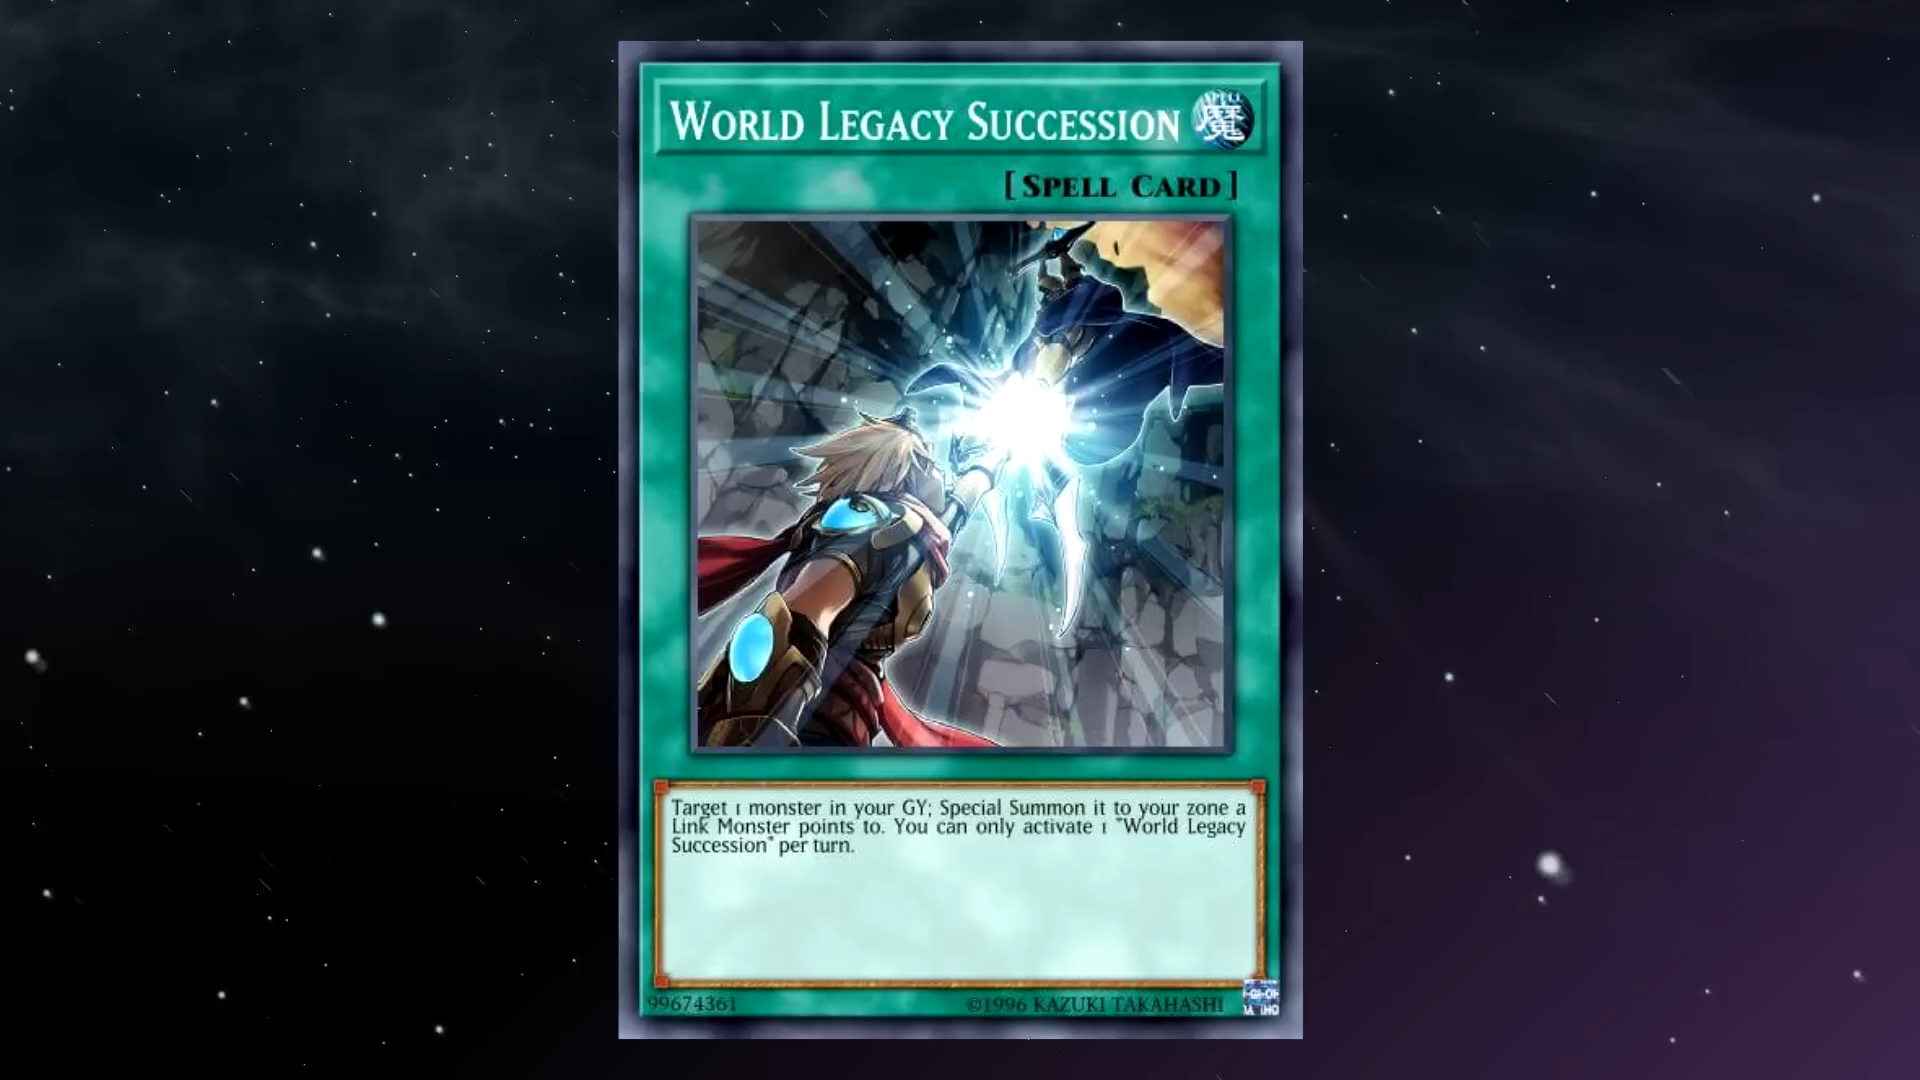 World Legacy Succession
SPELL
魔
[Spell Card]
Target 1 monster in your GY; Special Summon it to your zone a
Link Monster points to. You can only activate 1 "World Legacy
Succession" per turn.
99674361
©1996 KAZUKI TAKAHASHI